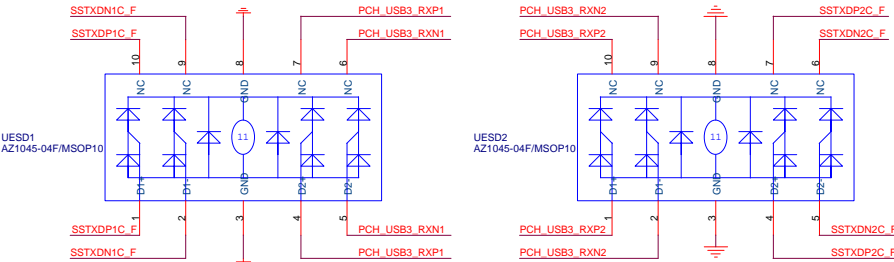 SSTXDN1C_F
PCH_USB3_RXP1
PCH_USB3_RXN2
SSTXDP2C_F
SSTXDP1C_F
PCH_USB3_RXN1
PCH_USB3_RXP2
SSTXDN2C_F
10
9
8
7
6
10
9
8
7
6
NC
NC
GND
NC
NC
NC
NC
GND
NC
NC
UESD1
AZ1045-04F/MSOP10
11
UESD2
AZ1045-04F/MSOP10
11
D1+
D1-
GND
D2+
D2-
D1+
D1-
GND
D2+
D2-
1
2
3
4
5
1
2
3
4
5
SSTXDP1C_F
PCH_USB3_RXN1
PCH_USB3_RXP2
SSTXDN2C_F
SSTXDN1C_F
PCH_USB3_RXP1
PCH_USB3_RXN2
SSTXDP2C_F